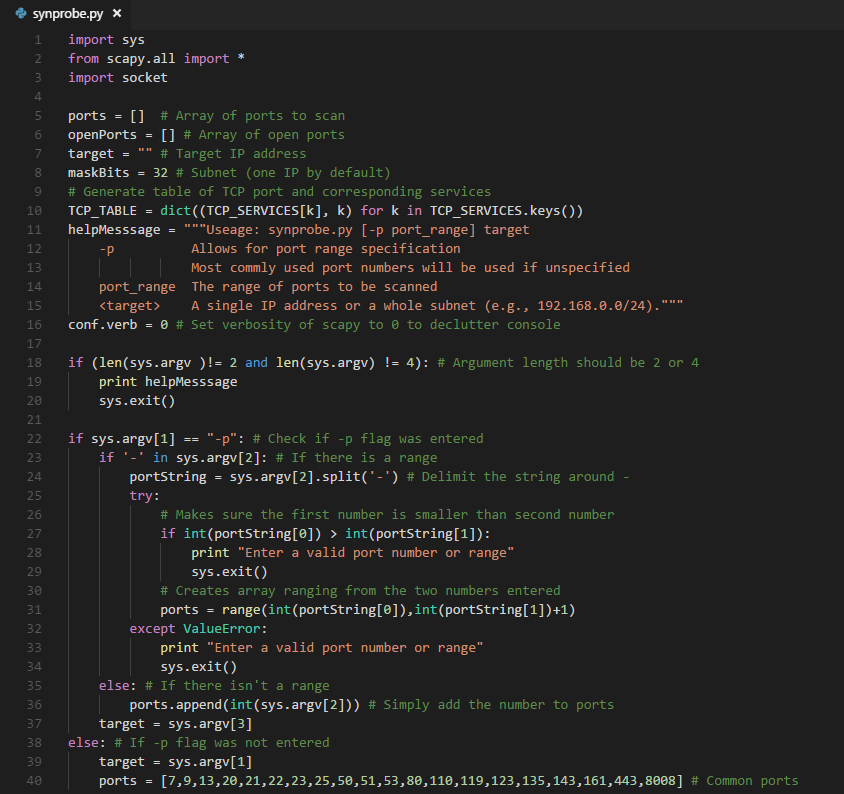 synprobe.py ×
1 import sys
2 from scapy.all import *
3 import socket
4
5 ports = []  # Array of ports to scan
6 openPorts = [] # Array of open ports
7 target = "" # Target IP address
8 maskBits = 32 # Subnet (one IP by default)
9 # Generate table of TCP port and corresponding services
10 TCP_TABLE = dict((TCP_SERVICES[k], k) for k in TCP_SERVICES.keys())
11 helpMesssage = """Useage: synprobe.py [-p port_range] target
12     -p          Allows for port range specification
13                 Most commly used port numbers will be used if unspecified
14     port_range  The range of ports to be scanned
15     <target>    A single IP address or a whole subnet (e.g., 192.168.0.0/24)."""
16 conf.verb = 0 # Set verbosity of scapy to 0 to declutter console
17
18 if (len(sys.argv )!= 2 and len(sys.argv) != 4): # Argument length should be 2 or 4
19     print helpMesssage
20     sys.exit()
21
22 if sys.argv[1] == "-p": # Check if -p flag was entered
23     if '-' in sys.argv[2]: # If there is a range
24         portString = sys.argv[2].split('-') # Delimit the string around -
25         try:
26             # Makes sure the first number is smaller than second number
27             if int(portString[0]) > int(portString[1]):
28                 print "Enter a valid port number or range"
29                 sys.exit()
30             # Creates array ranging from the two numbers entered
31             ports = range(int(portString[0]),int(portString[1])+1)
32         except ValueError:
33             print "Enter a valid port number or range"
34             sys.exit()
35     else: # If there isn't a range
36         ports.append(int(sys.argv[2])) # Simply add the number to ports
37     target = sys.argv[3]
38 else: # If -p flag was not entered
39     target = sys.argv[1]
40     ports = [7,9,13,20,21,22,23,25,50,51,53,80,110,119,123,135,143,161,443,8008] # Common ports